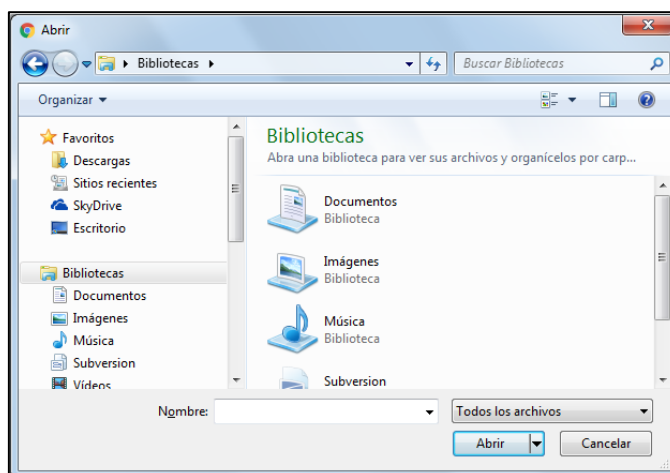 Abrir
Bibliotecas
Buscar Bibliotecas
Organizar
Favoritos
Descargas
Sitios recientes
SkyDrive
Escritorio
Bibliotecas
Documentos
Imágenes
Música
Subversion
Vídeos
Bibliotecas
Abra una biblioteca para ver sus archivos y organícelos por carp...
Documentos
Biblioteca
Imágenes
Biblioteca
Música
Biblioteca
Subversion
Nombre:
Todos los archivos
Abrir
Cancelar